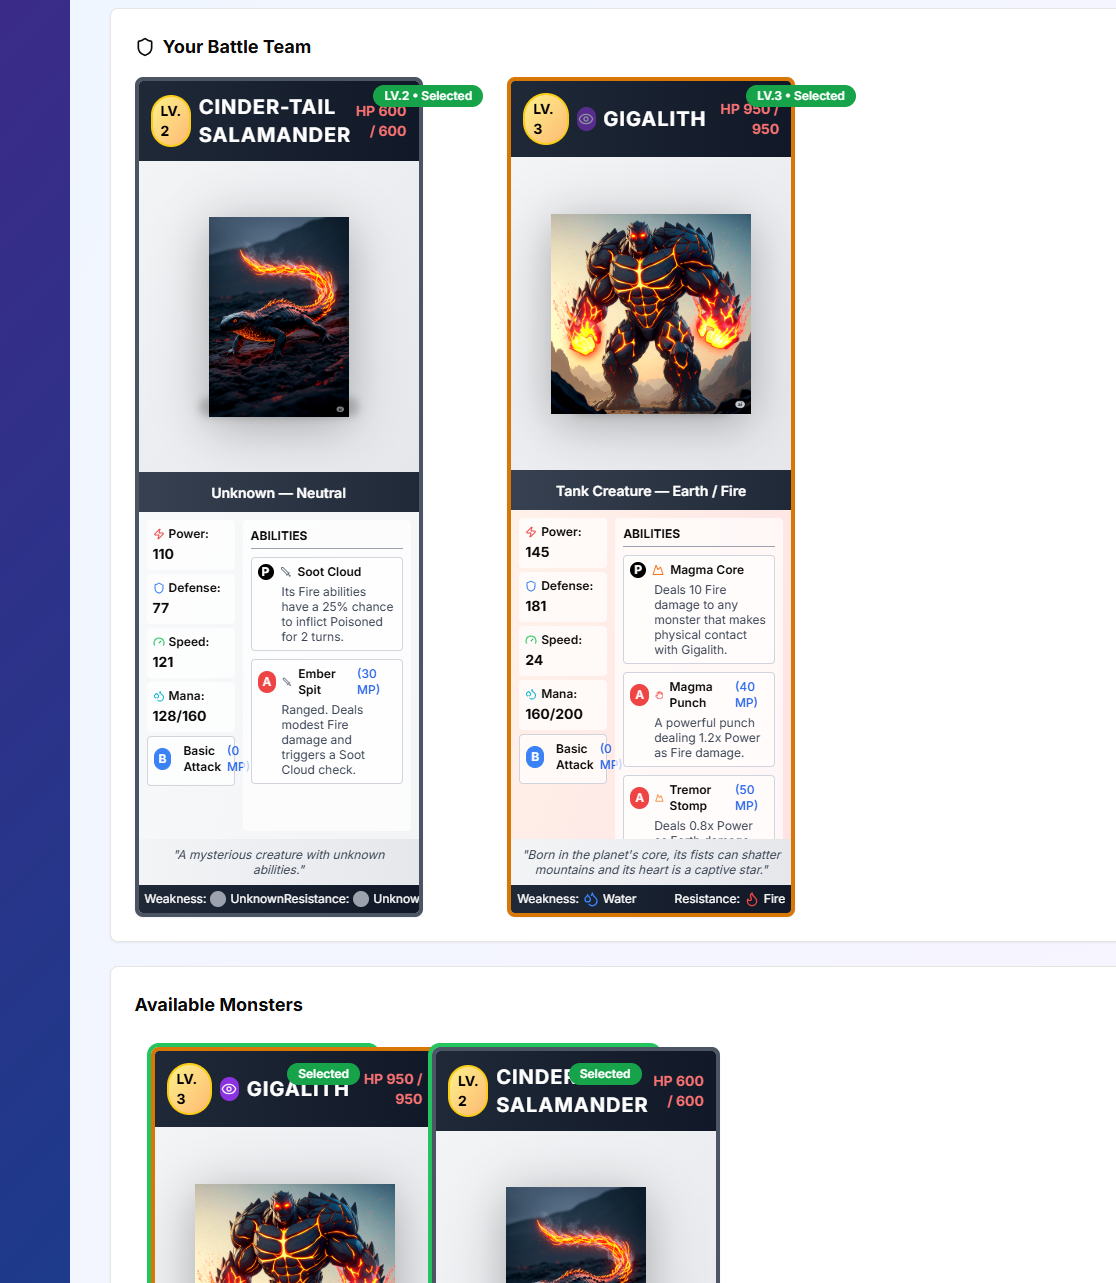 Your Battle Team
LV. 2
CINDER-TAIL
SALAMANDER
HP 600
/ 600
LV.2 • Selected
Unknown — Neutral
Power:
110
Defense:
77
Speed:
121
Mana:
128/160
B Basic (0
Attack MP)
ABILITIES
P Soot Cloud
Its Fire abilities
have a 25% chance
to inflict Poisoned
for 2 turns.
A Ember (30
Spit MP)
Ranged. Deals
modest Fire
damage and
triggers a Soot
Cloud check.
"A mysterious creature with unknown
abilities."
Weakness: Unknown Resistance: Unknow
LV. 3
GIGALITH
HP 950 /
950
LV.3 • Selected
Tank Creature — Earth / Fire
Power:
145
Defense:
181
Speed:
24
Mana:
160/200
B Basic (0
Attack MP)
ABILITIES
P Magma Core
Deals 10 Fire
damage to any
monster that makes
physical contact
with Gigalith.
A Magma (40
Punch MP)
A powerful punch
dealing 1.2x Power
as Fire damage.
A Tremor (50
Stomp MP)
Deals 0.8x Power
as Earth damage
"Born in the planet's core, its fists can shatter
mountains and its heart is a captive star."
Weakness: Water Resistance: Fire
Available Monsters
LV. 3
GIGALITH
Selected
HP 950 /
950
LV. 2
CINDER
SALAMANDER
Selected
HP 600
/ 600